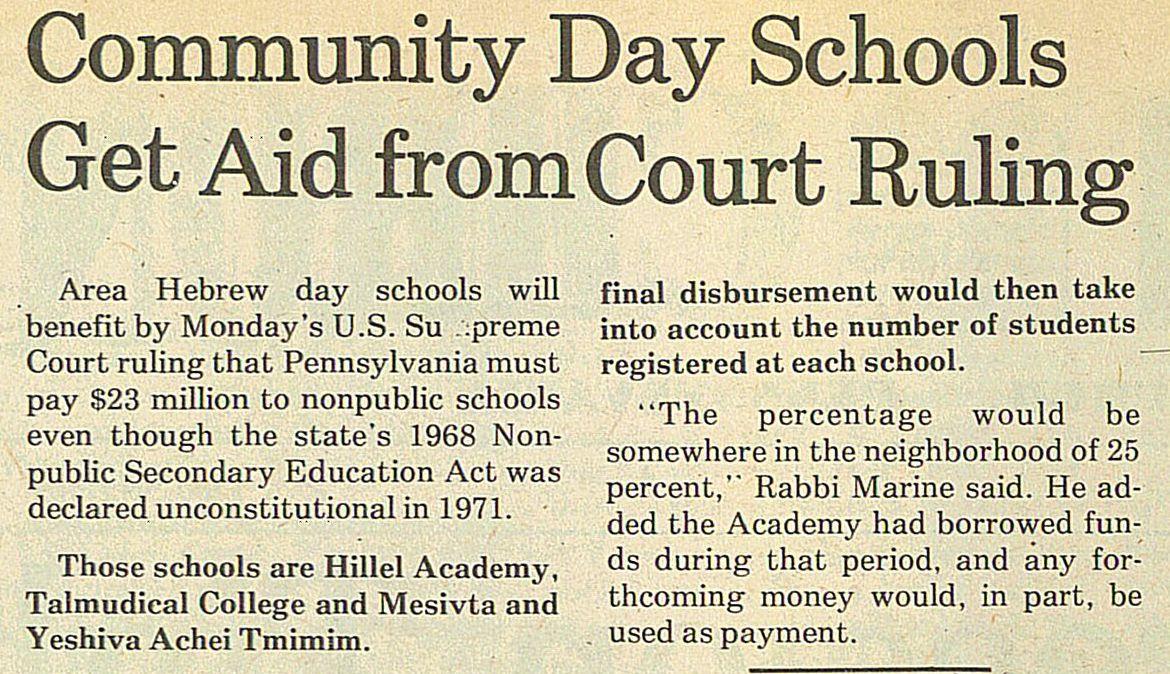 Community Day Schools
Get Aid from Court Ruling
Area Hebrew day schools will
benefit by Monday's U.S. Su preme
Court ruling that Pennsylvania must
pay $23 million to nonpublic schools
even though the state's 1968 Non-
public Secondary Education Act was
declared unconstitutional in 1971.
Those schools are Hillel Academy,
Talmudical College and Mesivta and
Yeshiva Achei Tmimim.
final disbursement would then take
into account the number of students
registered at each school.
"The percentage would be
somewhere in the neighborhood of 25
percent," Rabbi Marine said. He ad-
ded the Academy had borrowed fun-
ds during that period, and any for-
thcoming money would, in part, be
used as payment.